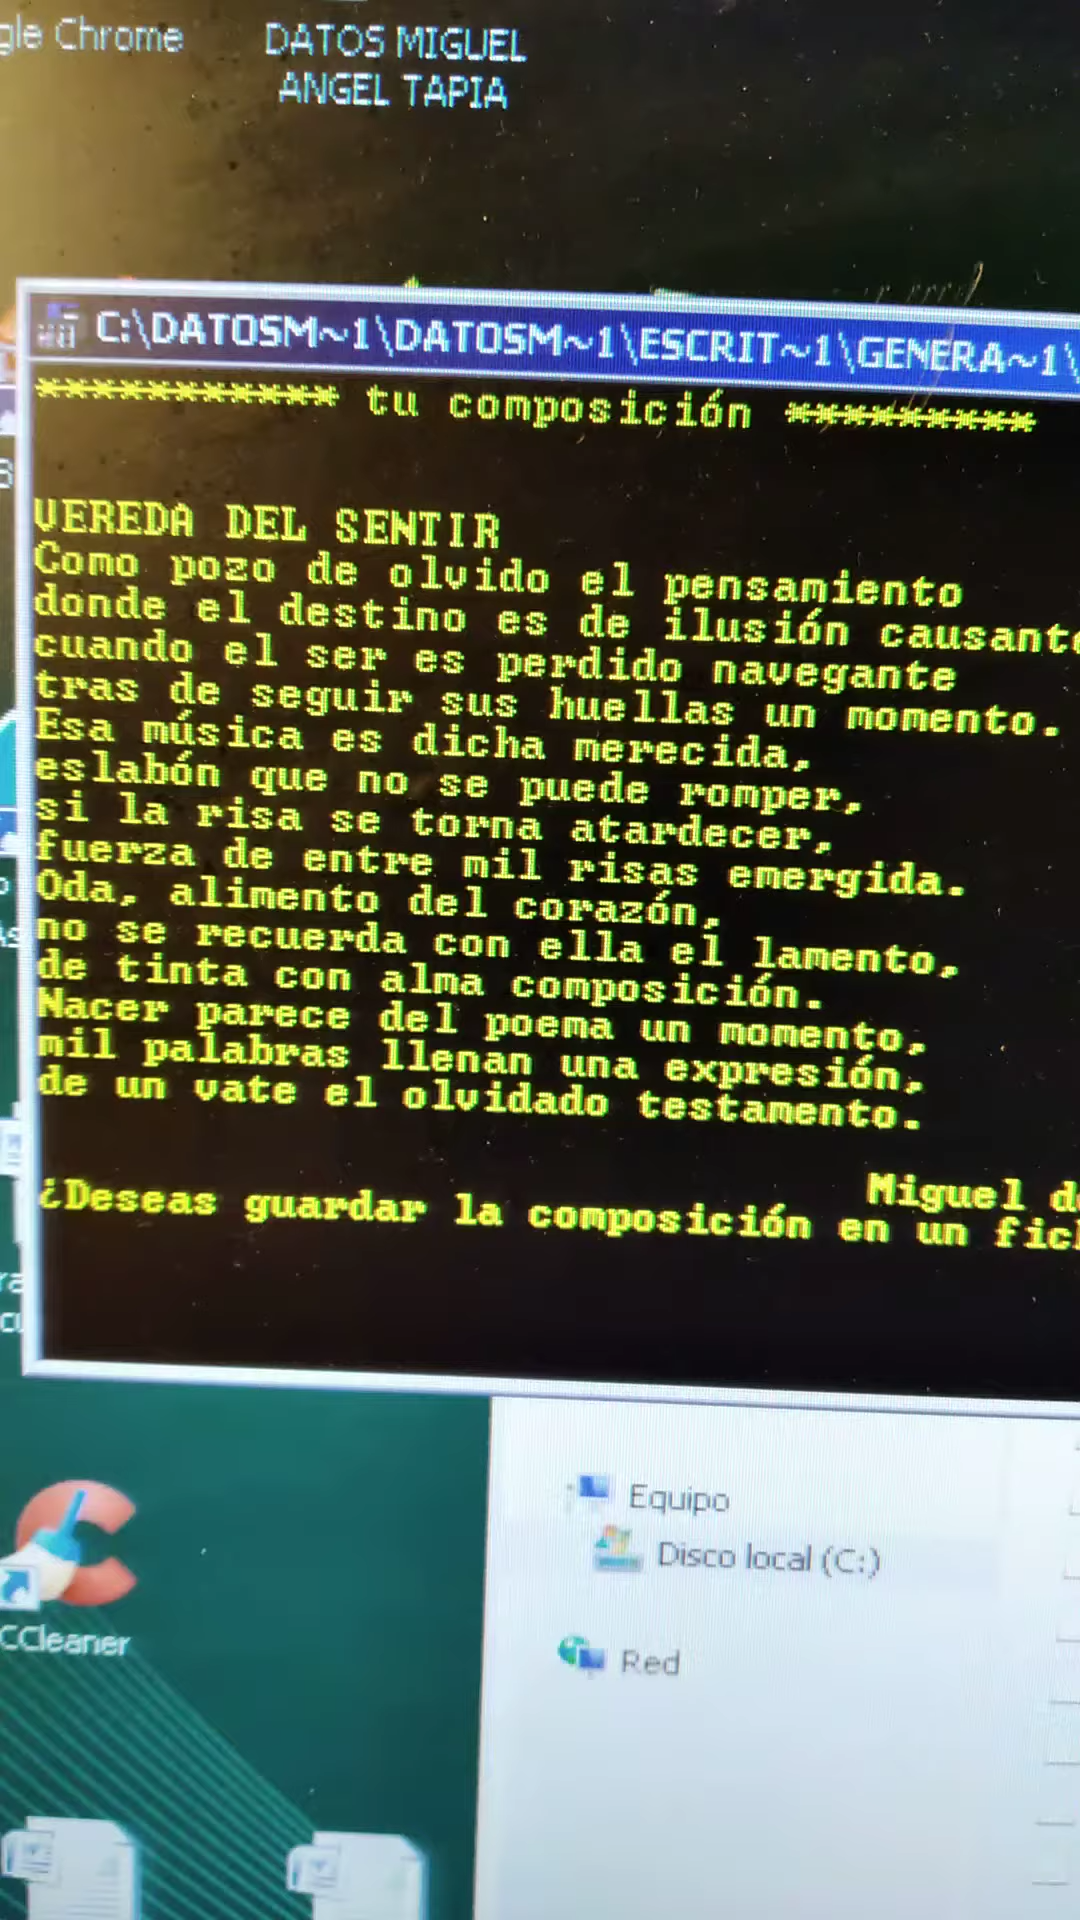 gle Chrome
DATOS MIGUEL
ANGEL TAPIA
C:\DATOSM~1\DATOSM~1\ESCRIT~1\GENERA~1\
*********** tu composición *********
VEREDA DEL SENTIR
Como pozo de olvido el pensamiento
donde el destino es de ilusión causante
cuando el ser es perdido navegante
tras de seguir sus huellas un momento.
Esa música es dicha merecida,
eslabón que no se puede romper,
si la risa se torna atardecer,
fuerza de entre mil risas emergida.
Oda, alimento del corazón,
no se recuerda con ella el lamento,
de tinta con alma composición.
Nacer parece del poema un momento,
mil palabras llenan una expresión,
de un vate el olvidado testamento.
Miguel d
¿Deseas guardar la composición en un fich
Equipo
Disco local (C:)
Red
CCleaner